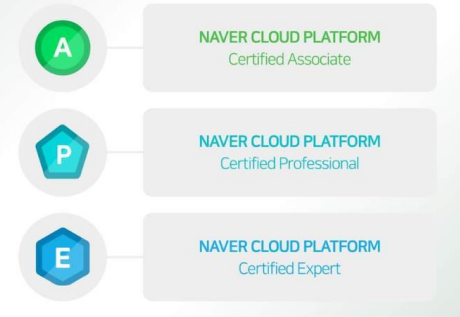 A
NAVER CLOUD PLATFORM
Certified Associate
P
NAVER CLOUD PLATFORM
Certified Professional
E
NAVER CLOUD PLATFORM
Certified Expert